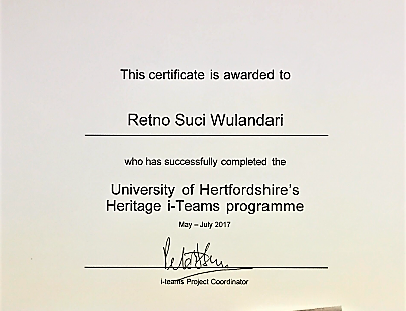 This certificate is awarded to
Retno Suci Wulandari
who has successfully completed the
University of Hertfordshire's
Heritage i-Teams programme
May – July 2017
i-teams Project Coordinator